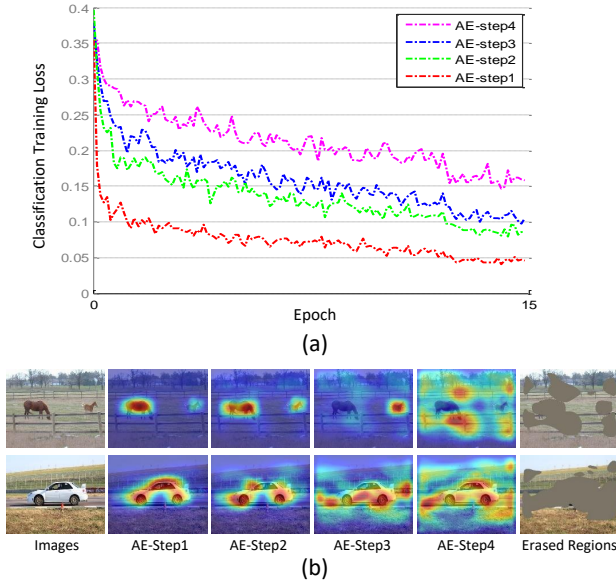 0.4
0.35
0.3
0.25
0.2
0.15
0.1
0.05
0
Classification Training Loss
AE-step4
AE-step3
AE-step2
AE-step1
0
15
Epoch
(a)
Images AE-Step1 AE-Step2 AE-Step3 AE-Step4 Erased Regions
(b)